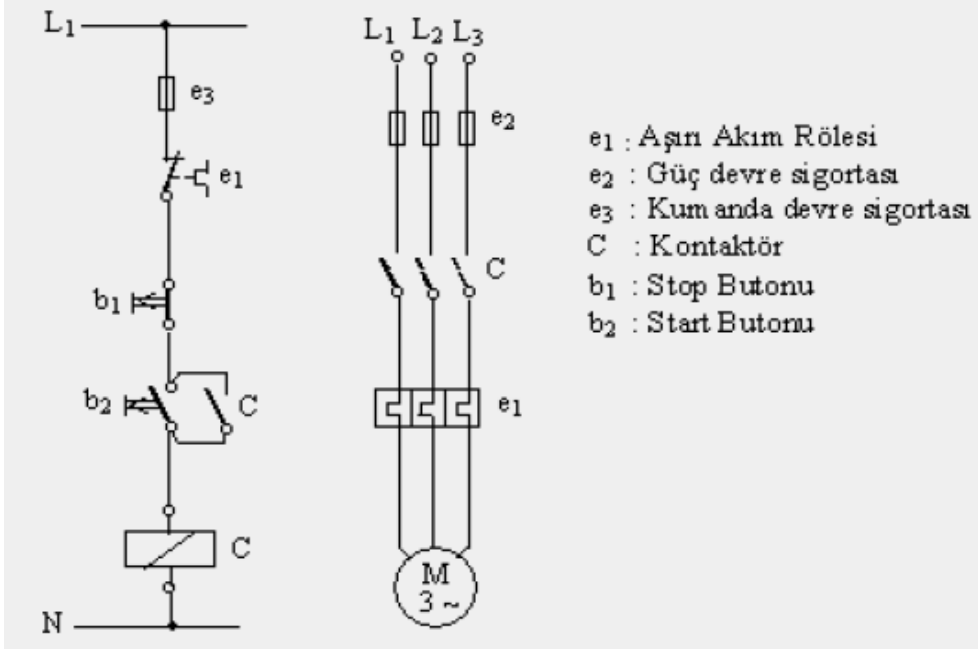 L1
e3
e1
b1
b2
C
C
N
L1 L2 L3
e2
C
e1
M
3 ~
e1 : Aşırı Akım Rölesi
e2 : Güç devre sigortası
e3 : Kumanda devre sigortası
C : Kontaktör
b1 : Stop Butonu
b2 : Start Butonu